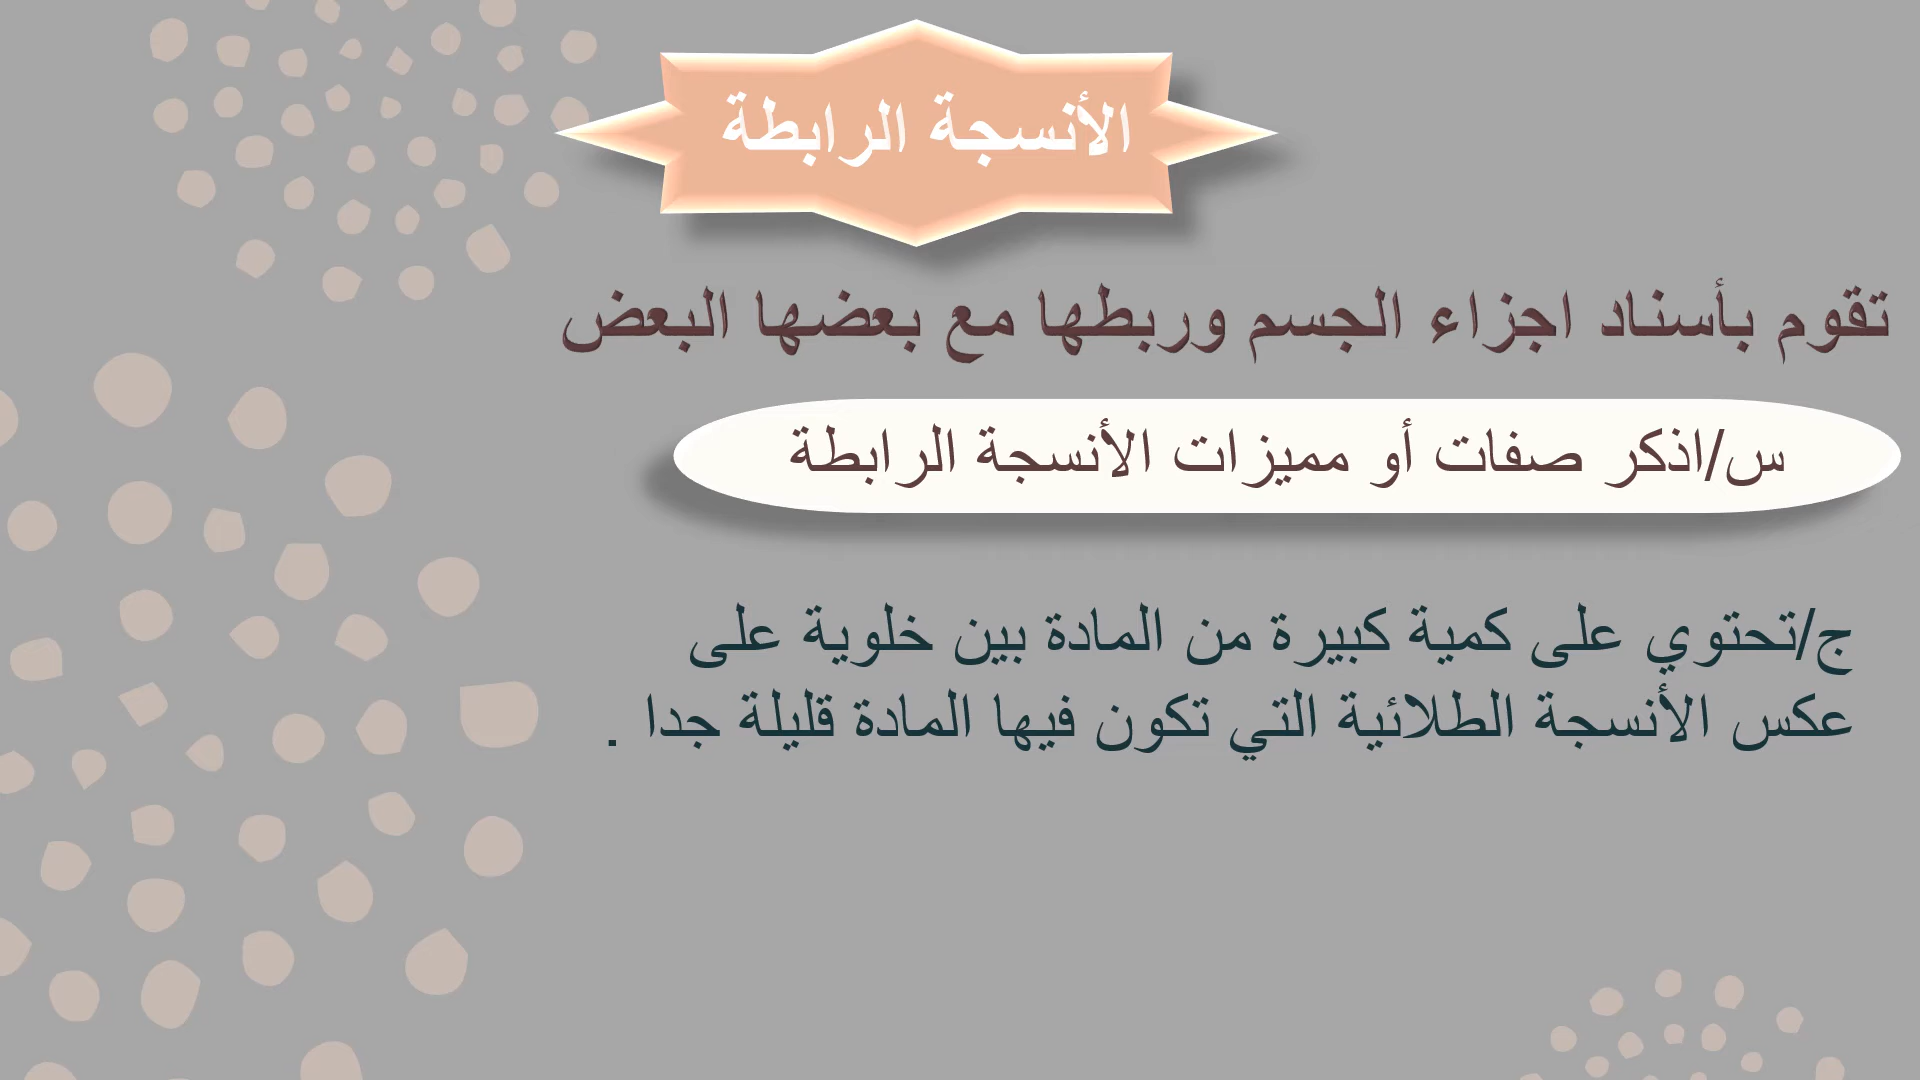 الأنسجة الرابطة
تقوم بأسناد اجزاء الجسم وربطها مع بعضها البعض
س/اذكر صفات أو مميزات الأنسجة الرابطة
ج/تحتوي على كمية كبيرة من المادة بين خلوية على
عكس الأنسجة الطلائية التي تكون فيها المادة قليلة جدا .